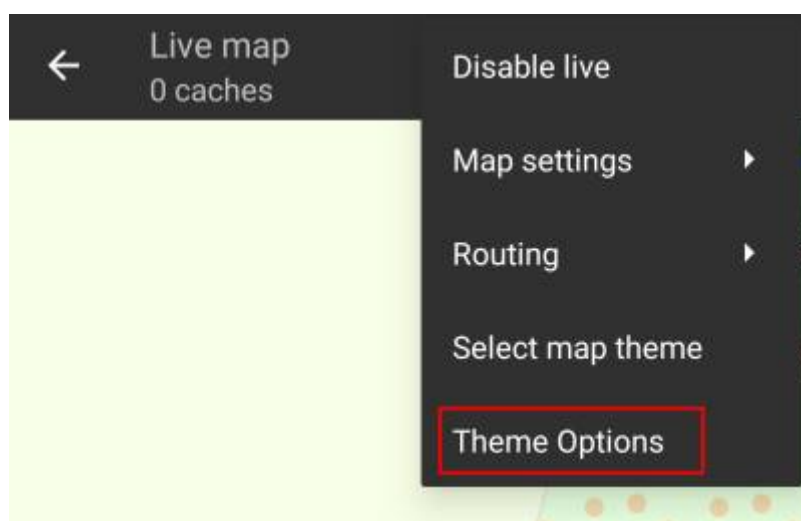 Live map
0 caches
Disable live
Map settings
Routing
Select map theme
Theme Options